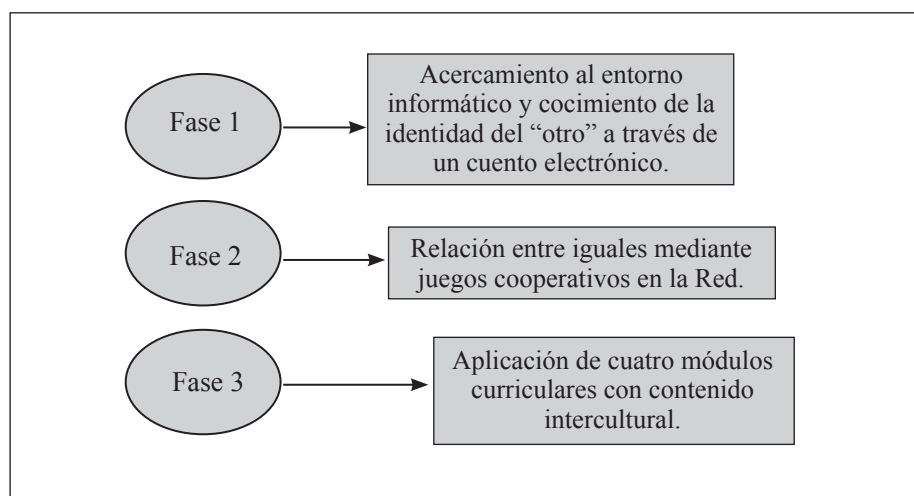 Fase 1
Acercamiento al entorno
informático y cocimiento de la
identidad del “otro” a través de
un cuento electrónico.
Fase 2
Relación entre iguales mediante
juegos cooperativos en la Red.
Fase 3
Aplicación de cuatro módulos
curriculares con contenido
intercultural.